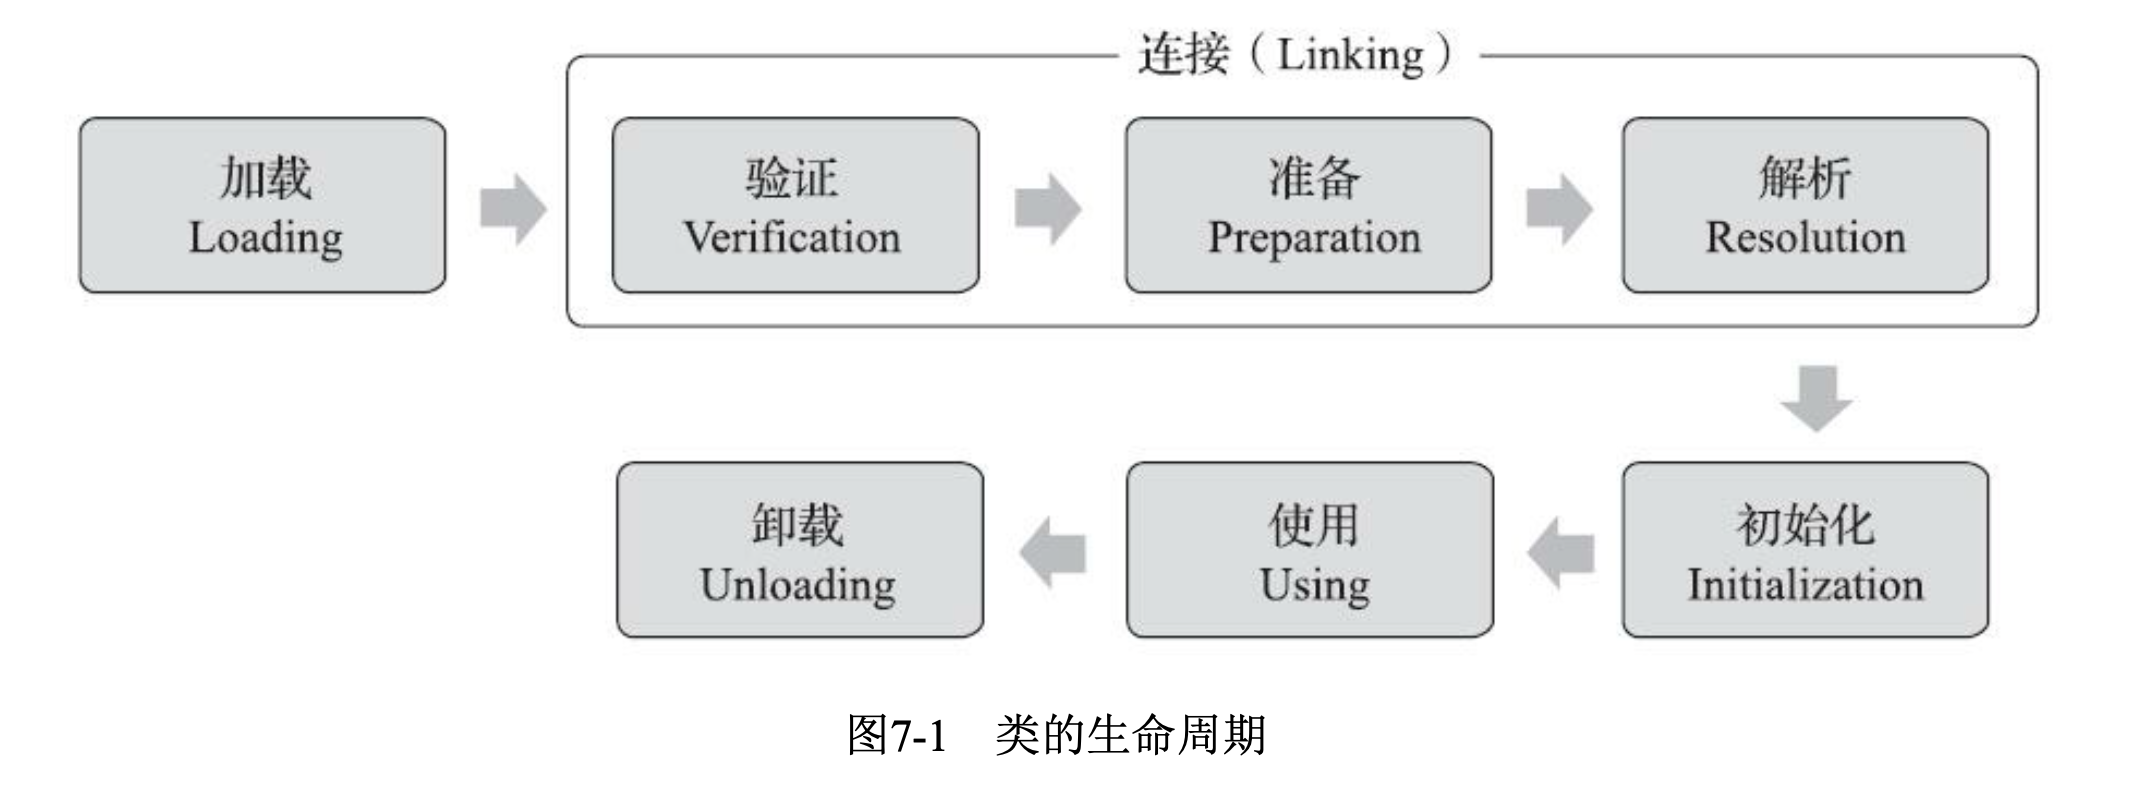 连接（Linking）
加载
Loading
验证
Verification
准备
Preparation
解析
Resolution
初始化
Initialization
使用
Using
卸载
Unloading
图7-1 类的生命周期